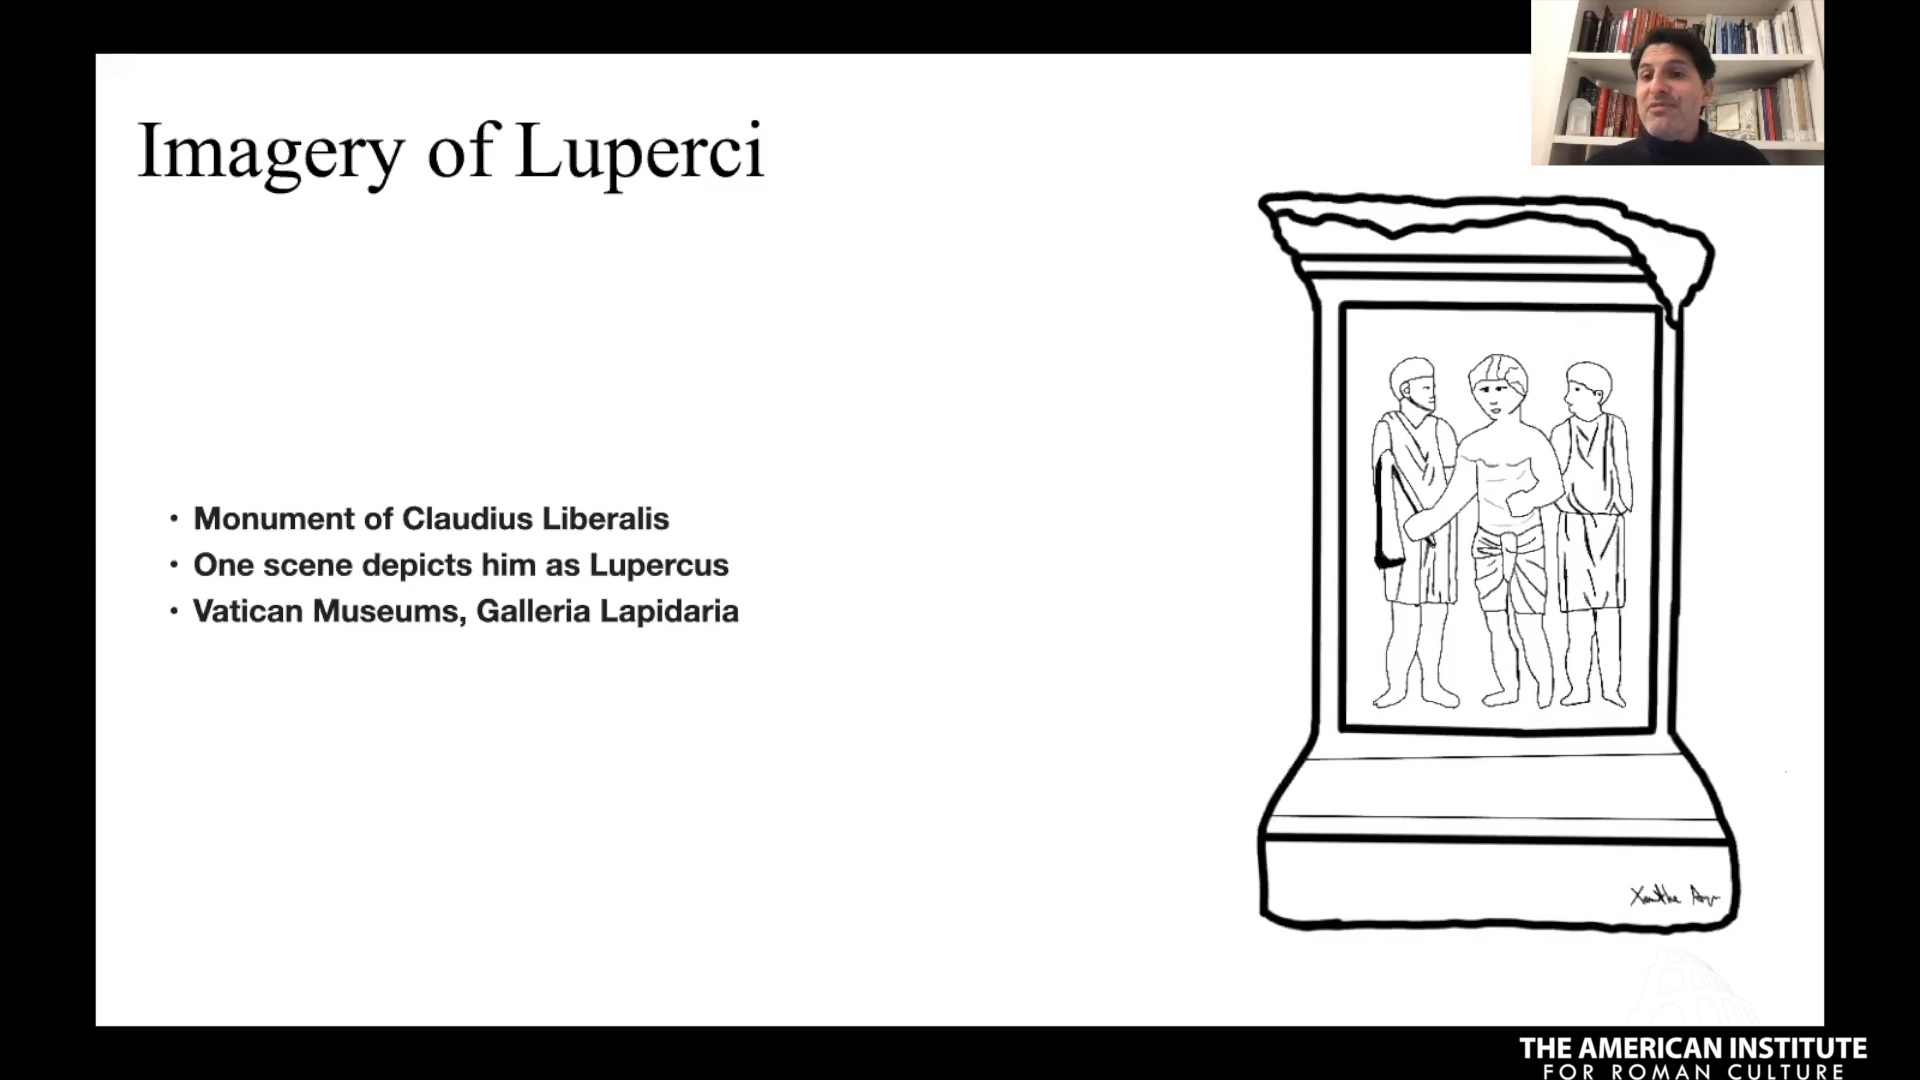 Imagery of Luperci
• Monument of Claudius Liberalis
• One scene depicts him as Lupercus
• Vatican Museums, Galleria Lapidaria
THE AMERICAN INSTITUTE
FOR ROMAN CULTURE